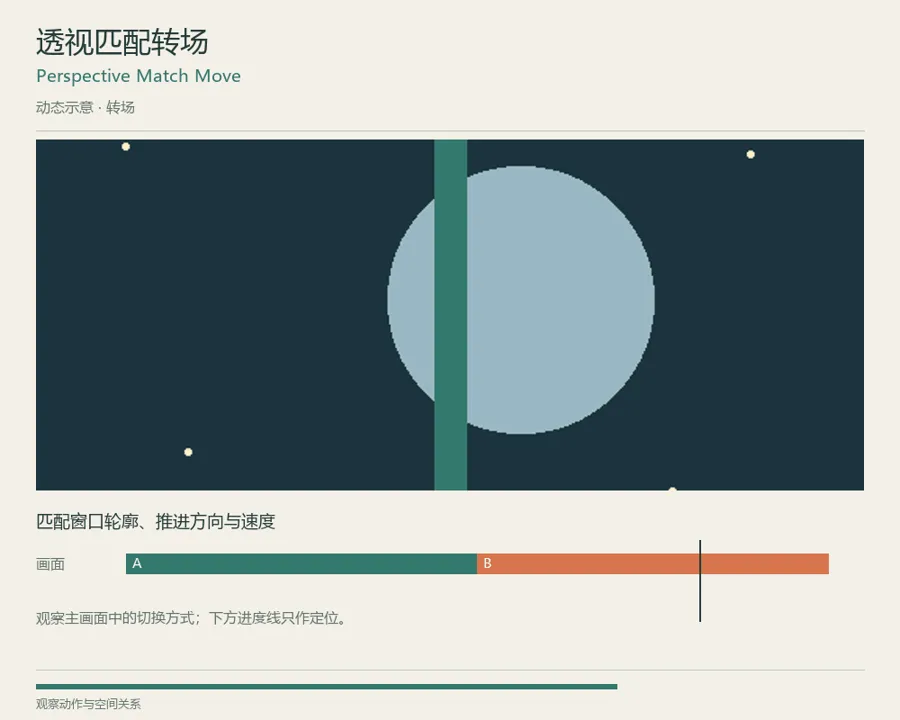 透视匹配转场
Perspective Match Move
动态示意 · 转场
匹配窗口轮廓、推进方向与速度
画面 A B
观察主画面中的切换方式；下方进度线只作定位。
观察动作与空间关系